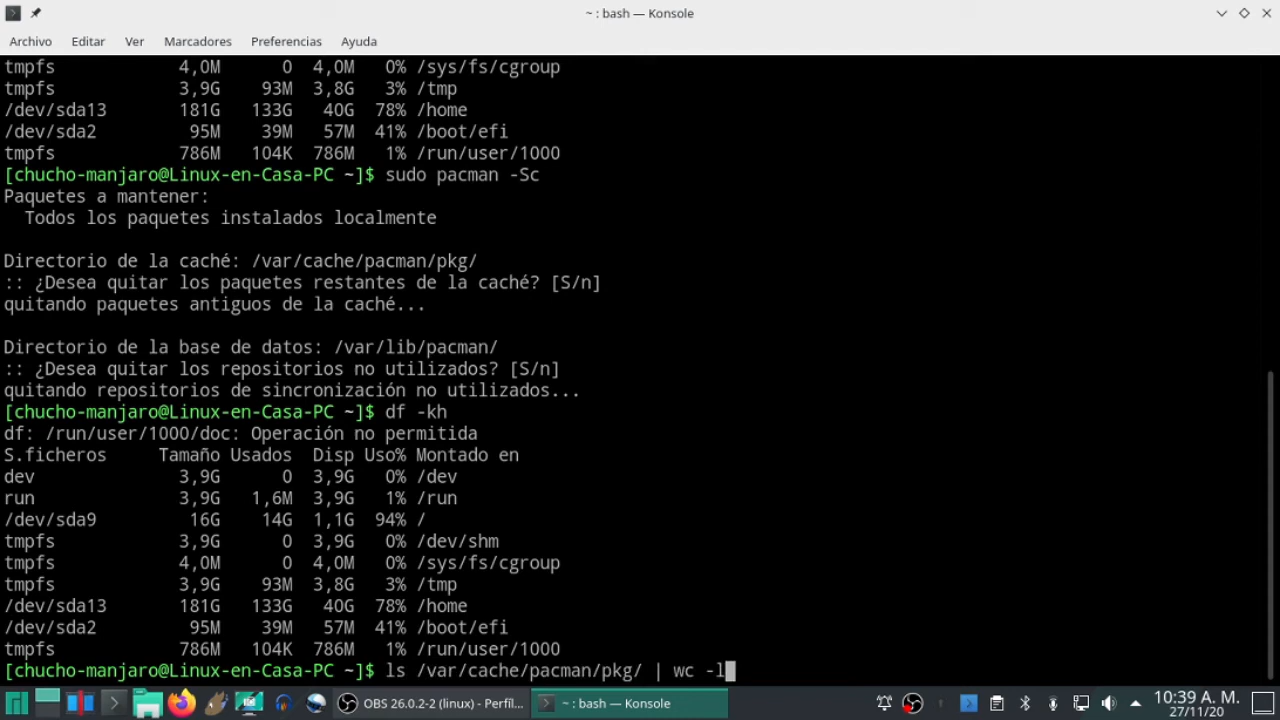 ~ : bash — Konsole
Archivo Editar Ver Marcadores Preferencias Ayuda
tmpfs 4,0M 0 4,0M 0% /sys/fs/cgroup
tmpfs 3,9G 93M 3,8G 3% /tmp
/dev/sda13 181G 133G 40G 78% /home
/dev/sda2 95M 39M 57M 41% /boot/efi
tmpfs 786M 104K 786M 1% /run/user/1000
[chucho-manjaro@Linux-en-Casa-PC ~]$ sudo pacman -Sc
Paquetes a mantener:
Todos los paquetes instalados localmente
Directorio de la caché: /var/cache/pacman/pkg/
:: ¿Desea quitar los paquetes restantes de la caché? [S/n]
quitando paquetes antiguos de la caché...
Directorio de la base de datos: /var/lib/pacman/
:: ¿Desea quitar los repositorios no utilizados? [S/n]
quitando repositorios de sincronización no utilizados...
[chucho-manjaro@Linux-en-Casa-PC ~]$ df -kh
df: /run/user/1000/doc: Operación no permitida
S.ficheros Tamaño Usados Disp Uso% Montado en
dev 3,9G 0 3,9G 0% /dev
run 3,9G 1,6M 3,9G 1% /run
/dev/sda9 16G 14G 1,1G 94% /
tmpfs 3,9G 0 3,9G 0% /dev/shm
tmpfs 4,0M 0 4,0M 0% /sys/fs/cgroup
tmpfs 3,9G 93M 3,8G 3% /tmp
/dev/sda13 181G 133G 40G 78% /home
/dev/sda2 95M 39M 57M 41% /boot/efi
tmpfs 786M 104K 786M 1% /run/user/1000
[chucho-manjaro@Linux-en-Casa-PC ~]$ ls /var/cache/pacman/pkg/ | wc -l
OBS 26.0.2-2 (linux) - Perfíl... ~ : bash — Konsole 10:39 A. M.
27/11/20